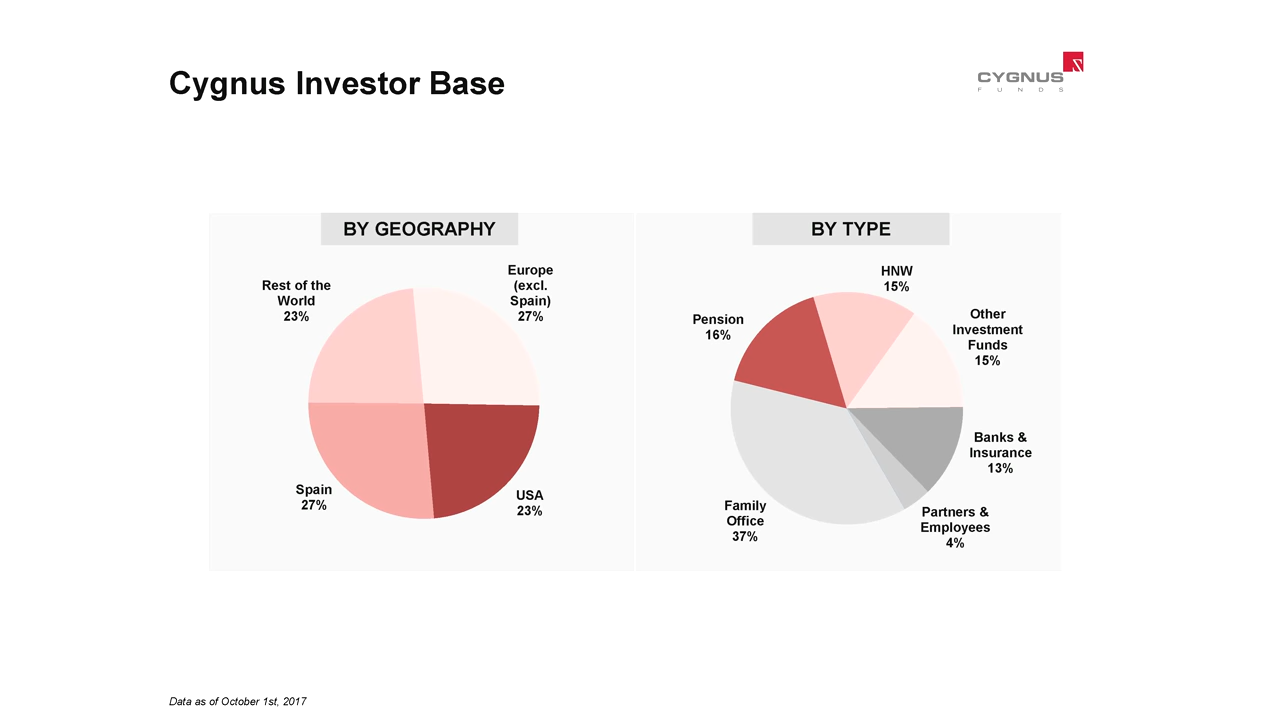 Cygnus Investor Base
CYGNUS
FUNDS
BY GEOGRAPHY
Rest of the
World
23%
Europe
(excl.
Spain)
27%
Spain
27%
USA
23%
BY TYPE
HNW
15%
Pension
16%
Other
Investment
Funds
15%
Banks &
Insurance
13%
Family
Office
37%
Partners &
Employees
4%
Data as of October 1st, 2017